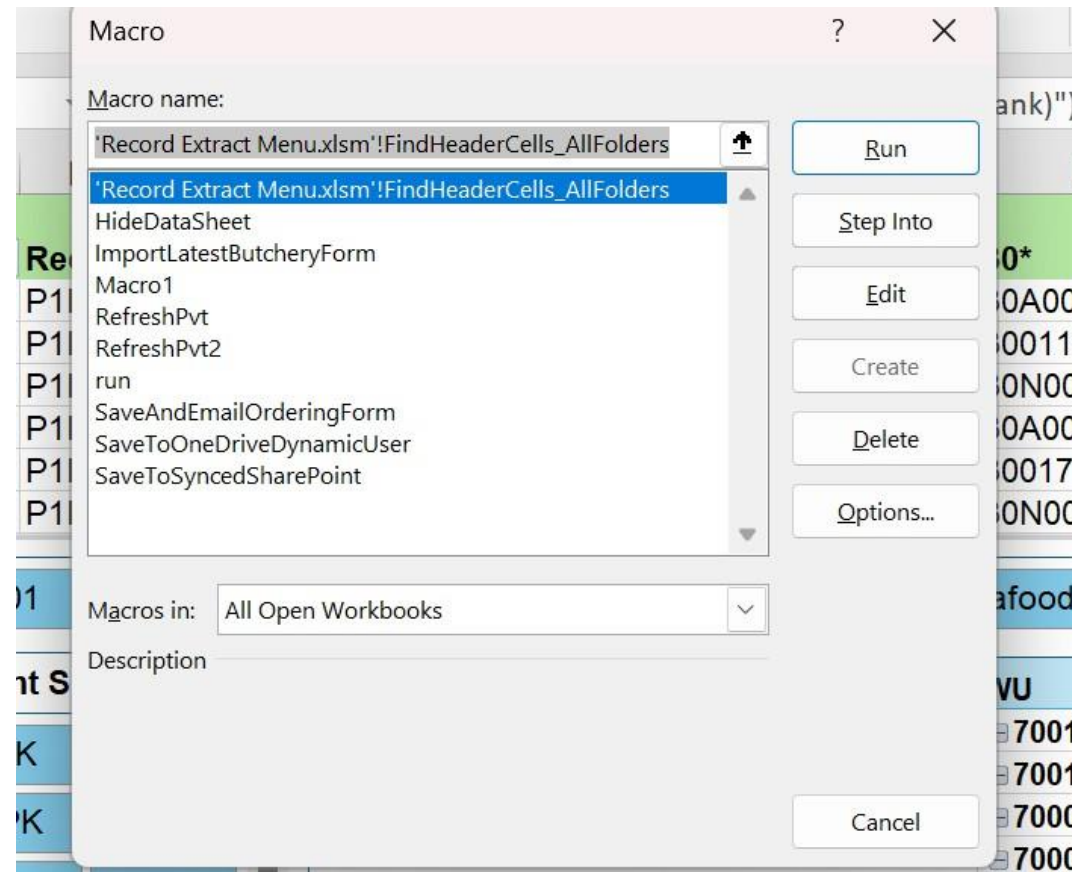 Macro
?
Macro name:
ank)")
'Record Extract Menu.xlsm'!FindHeaderCells_AllFolders
Run
'Record Extract Menu.xlsm'!FindHeaderCells_AllFolders
HideDataSheet
Step Into
ImportLatestButcheryForm
Macro1
Edit
RefreshPvt
RefreshPvt2
run
Create
SaveAndEmailOrderingForm
SaveToOneDriveDynamicUser
Delete
SaveToSyncedSharePoint
Options...
Macros in: All Open Workbooks
Description
Cancel
Re
0*
P1
0A00
P1
0011
P1
0N00
P1
0A00
P1
0017
P1
0N00
01
afood
nt S
WU
K
7001
7001
K
7000
7000